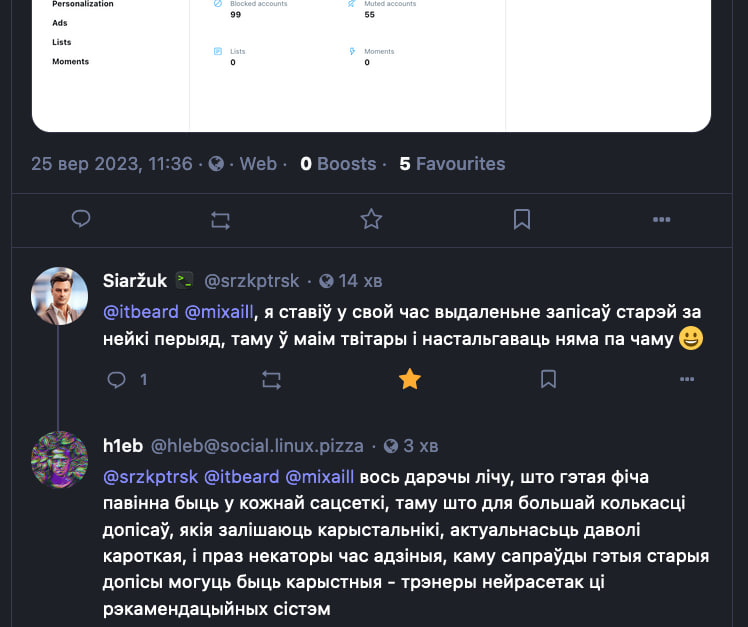 Personalization
Ads
Lists
Moments
Blocked accounts
99
Muted accounts
55
Lists
0
Moments
0
25 вер 2023, 11:36 · Web · 0 Boosts · 5 Favourites
Siaržuk @srzkptrsk · 14 хв
@itbeard @mixaill, я ставіў у свой час выдаленьне запісаў старэй за
нейкі перыяд, таму ў маім твітары і настальгаваць няма па чаму 😃
1
h1eb @hleb@social.linux.pizza · 3 хв
@srzkptrsk @itbeard @mixaill вось дарэчы лічу, што гэтая фіча
павінна быць у кожнай сацсеткі, таму што для большай колькасці
допісаў, якія залішаюць карыстальнікі, актуальнасьць даволі
кароткая, і праз некаторы час адзіныя, каму сапраўды гэтыя старыя
допісы могуць быць карыстныя - трэнеры нейрасетак ці
рэкамендацыйных сістэм